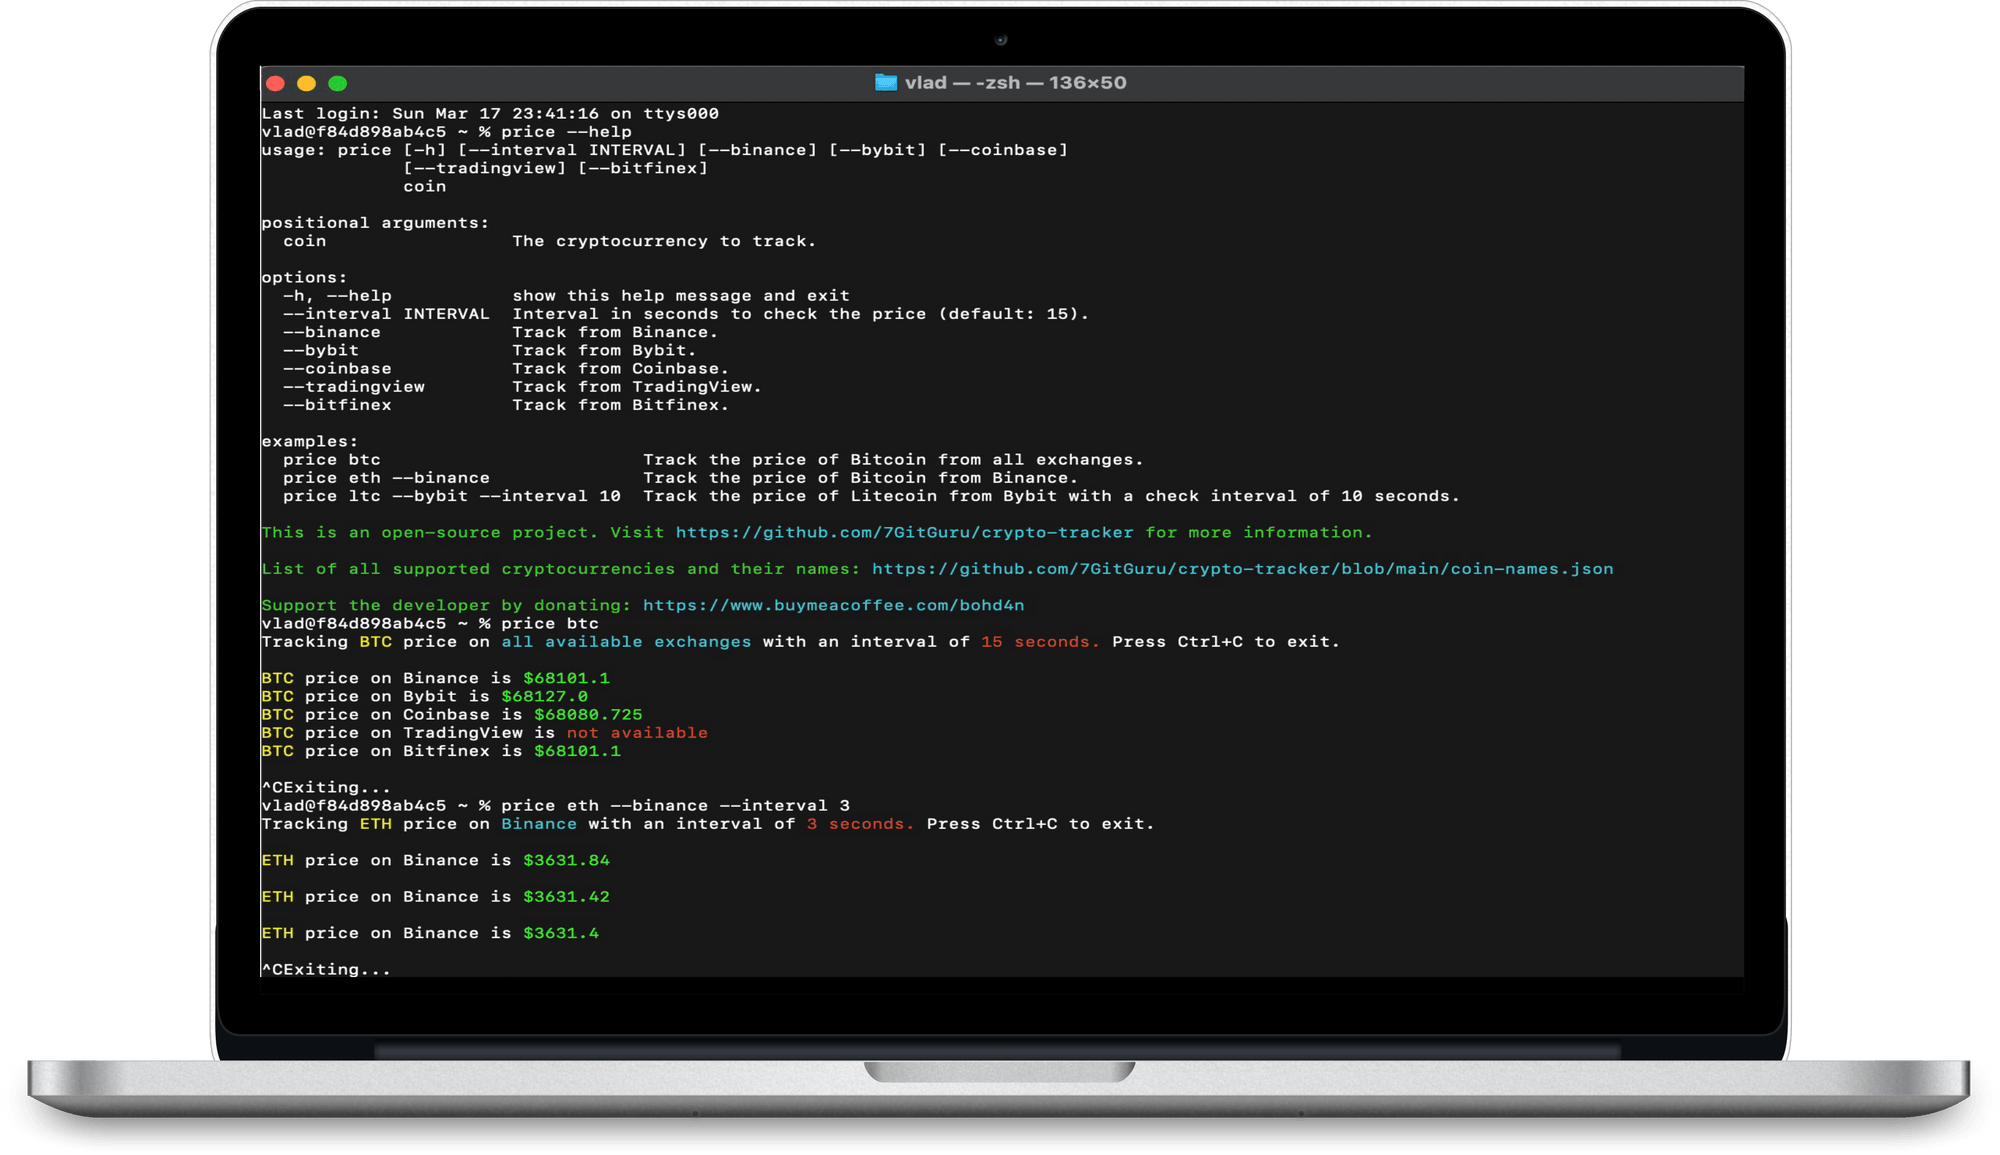 vlad — -zsh — 136×50
Last login: Sun Mar 17 23:41:16 on ttys000
vlad@f84d898ab4c5 ~ % price --help
usage: price [-h] [--interval INTERVAL] [--binance] [--bybit] [--coinbase]
             [--tradingview] [--bitfinex]
             coin

positional arguments:
  coin                 The cryptocurrency to track.

options:
  -h, --help           show this help message and exit
  --interval INTERVAL  Interval in seconds to check the price (default: 15).
  --binance            Track from Binance.
  --bybit              Track from Bybit.
  --coinbase           Track from Coinbase.
  --tradingview        Track from TradingView.
  --bitfinex           Track from Bitfinex.

examples:
  price btc                        Track the price of Bitcoin from all exchanges.
  price eth --binance              Track the price of Bitcoin from Binance.
  price ltc --bybit --interval 10  Track the price of Litecoin from Bybit with a check interval of 10 seconds.

This is an open-source project. Visit https://github.com/7GitGuru/crypto-tracker for more information.

List of all supported cryptocurrencies and their names: https://github.com/7GitGuru/crypto-tracker/blob/main/coin-names.json

Support the developer by donating: https://www.buymeacoffee.com/bohd4n
vlad@f84d898ab4c5 ~ % price btc
Tracking BTC price on all available exchanges with an interval of 15 seconds. Press Ctrl+C to exit.

BTC price on Binance is $68101.1
BTC price on Bybit is $68127.0
BTC price on Coinbase is $68080.725
BTC price on TradingView is not available
BTC price on Bitfinex is $68101.1

^CExiting...
vlad@f84d898ab4c5 ~ % price eth --binance --interval 3
Tracking ETH price on Binance with an interval of 3 seconds. Press Ctrl+C to exit.

ETH price on Binance is $3631.84

ETH price on Binance is $3631.42

ETH price on Binance is $3631.4

^CExiting...